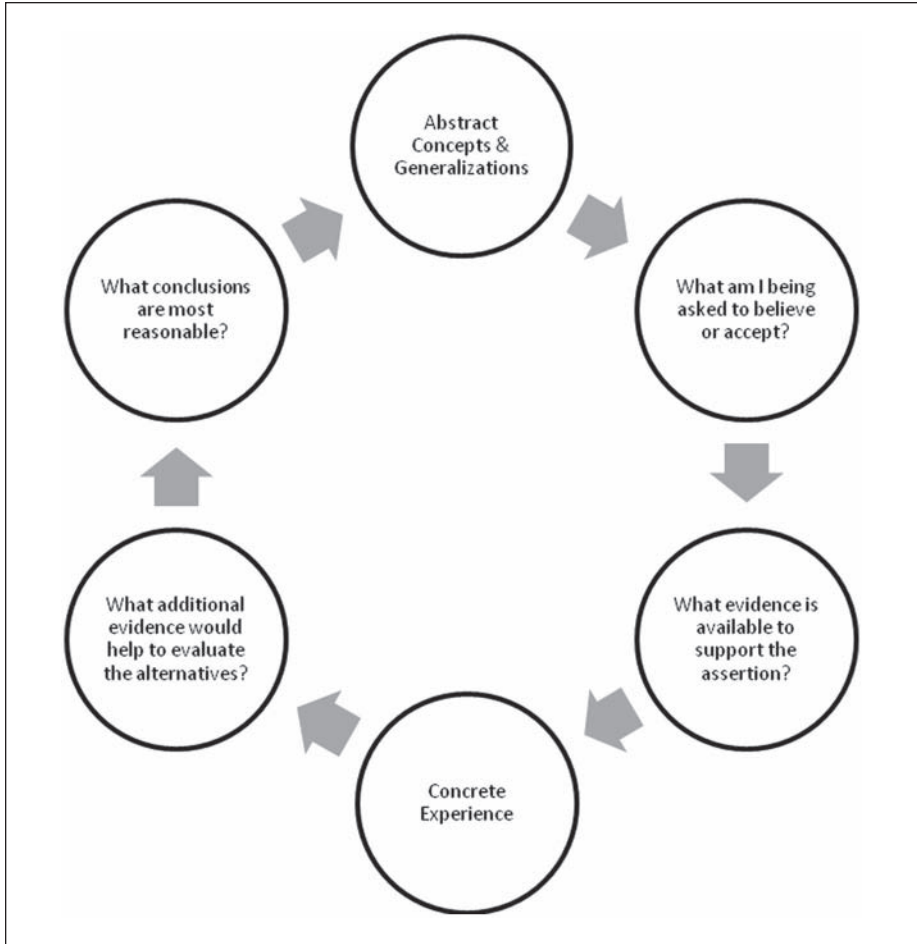 Abstract
Concepts &
Generalizations
What am I being
asked to believe
or accept?
What evidence is
available to
support the
assertion?
Concrete
Experience
What additional
evidence would
help to evaluate
the alternatives?
What conclusions
are most
reasonable?